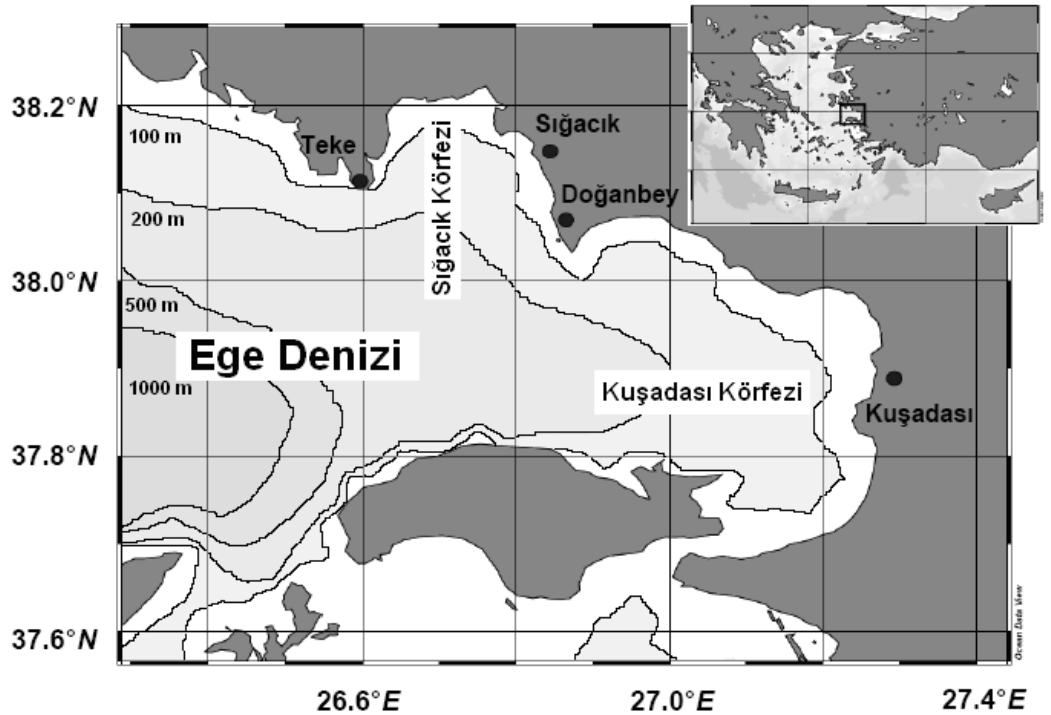 38.2°N
100 m
Teke
Sığacık Körfezi
Sığacık
Doğanbey
200 m
38.0°N
500 m
Ege Denizi
1000 m
Kuşadası Körfezi
Kuşadası
37.8°N
37.6°N
Ocean Data View
26.6°E
27.0°E
27.4°E